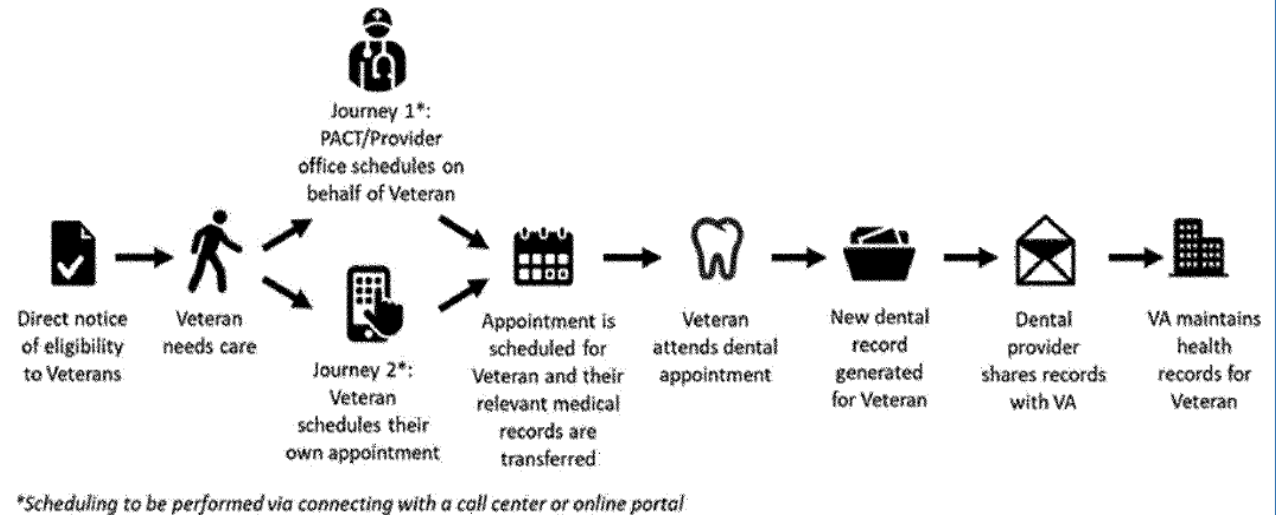 Journey 1*:
PACT/Provider
office schedules on
behalf of Veteran
Direct notice
of eligibility
to Veterans
Veteran
needs care
Journey 2*:
Veteran
schedules their
own appointment
Appointment is
scheduled for
Veteran and their
relevant medical
records are
transferred
Veteran
attends dental
appointment
New dental
record
generated
for Veteran
Dental
provider
shares records
with VA
VA maintains
health
records for
Veteran
*Scheduling to be performed via connecting with a call center or online portal